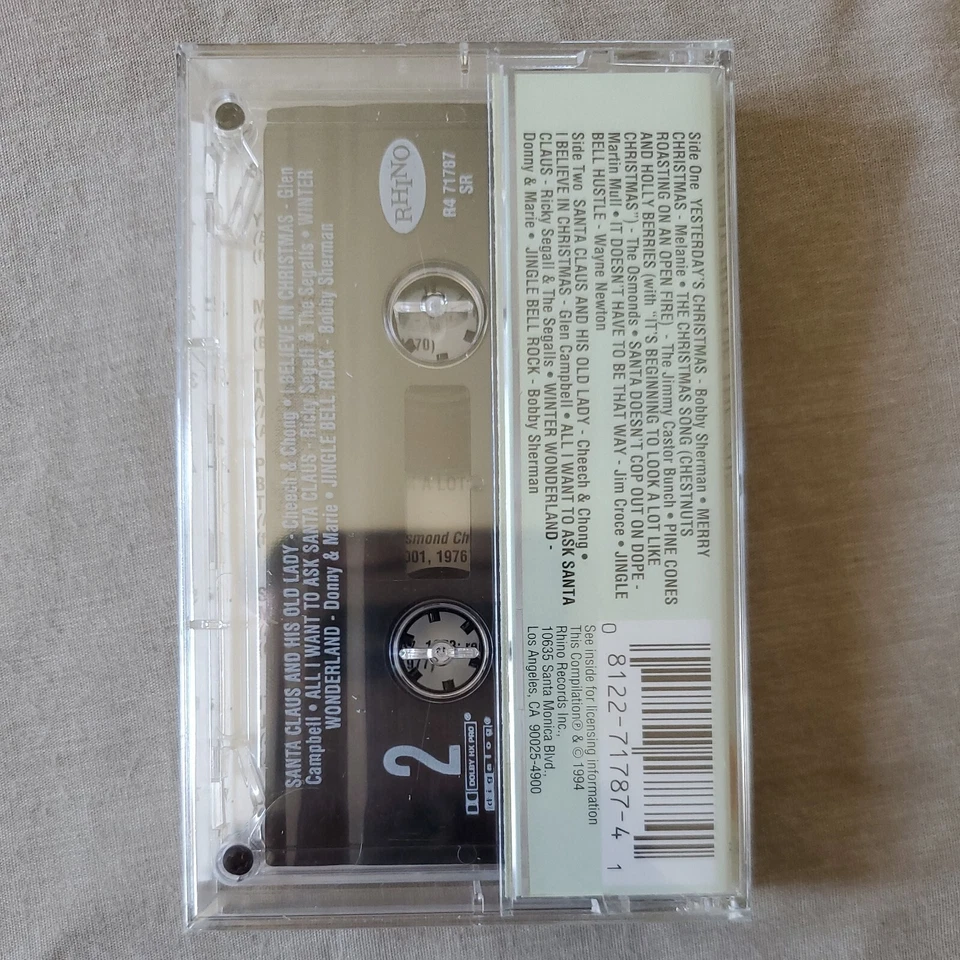 Side One YESTERDAY'S CHRISTMAS - Bobby Sherman • MERRY
CHRISTMAS - Melanie • THE CHRISTMAS SONG (CHESTNUTS
ROASTING ON AN OPEN FIRE) - The Jimmy Castor Bunch • PINE CONES
AND HOLLY BERRIES (with "IT'S BEGINNING TO LOOK A LOT LIKE
CHRISTMAS") - The Osmonds • SANTA DOESN'T COP OUT ON DOPE -
Martin Mull • IT DOESN'T HAVE TO BE THAT WAY - Jim Croce • JINGLE
BELL HUSTLE - Wayne Newton
Side Two SANTA CLAUS AND HIS OLD LADY - Cheech & Chong •
I BELIEVE IN CHRISTMAS - Glen Campbell • ALL I WANT TO ASK SANTA
CLAUS - Ricky Segall & The Segalls • WINTER WONDERLAND -
Donny & Marie • JINGLE BELL ROCK - Bobby Sherman
0 8122-71787-4 1
See inside for licensing information
This Compilation ℗ & © 1994
Rhino Records Inc.,
10635 Santa Monica Blvd.,
Los Angeles, CA 90025-4900
RHINO
R4 71787
SR
2
DOLBY HX PRO
digalog
SANTA CLAUS AND HIS OLD LADY - Cheech & Chong • I BELIEVE IN CHRISTMAS - Glen
Campbell • ALL I WANT TO ASK SANTA CLAUS - Ricky Segall & The Segalls • WINTER
WONDERLAND - Donny & Marie • JINGLE BELL ROCK - Bobby Sherman
970)
A LOT
smond Ch
001, 1976